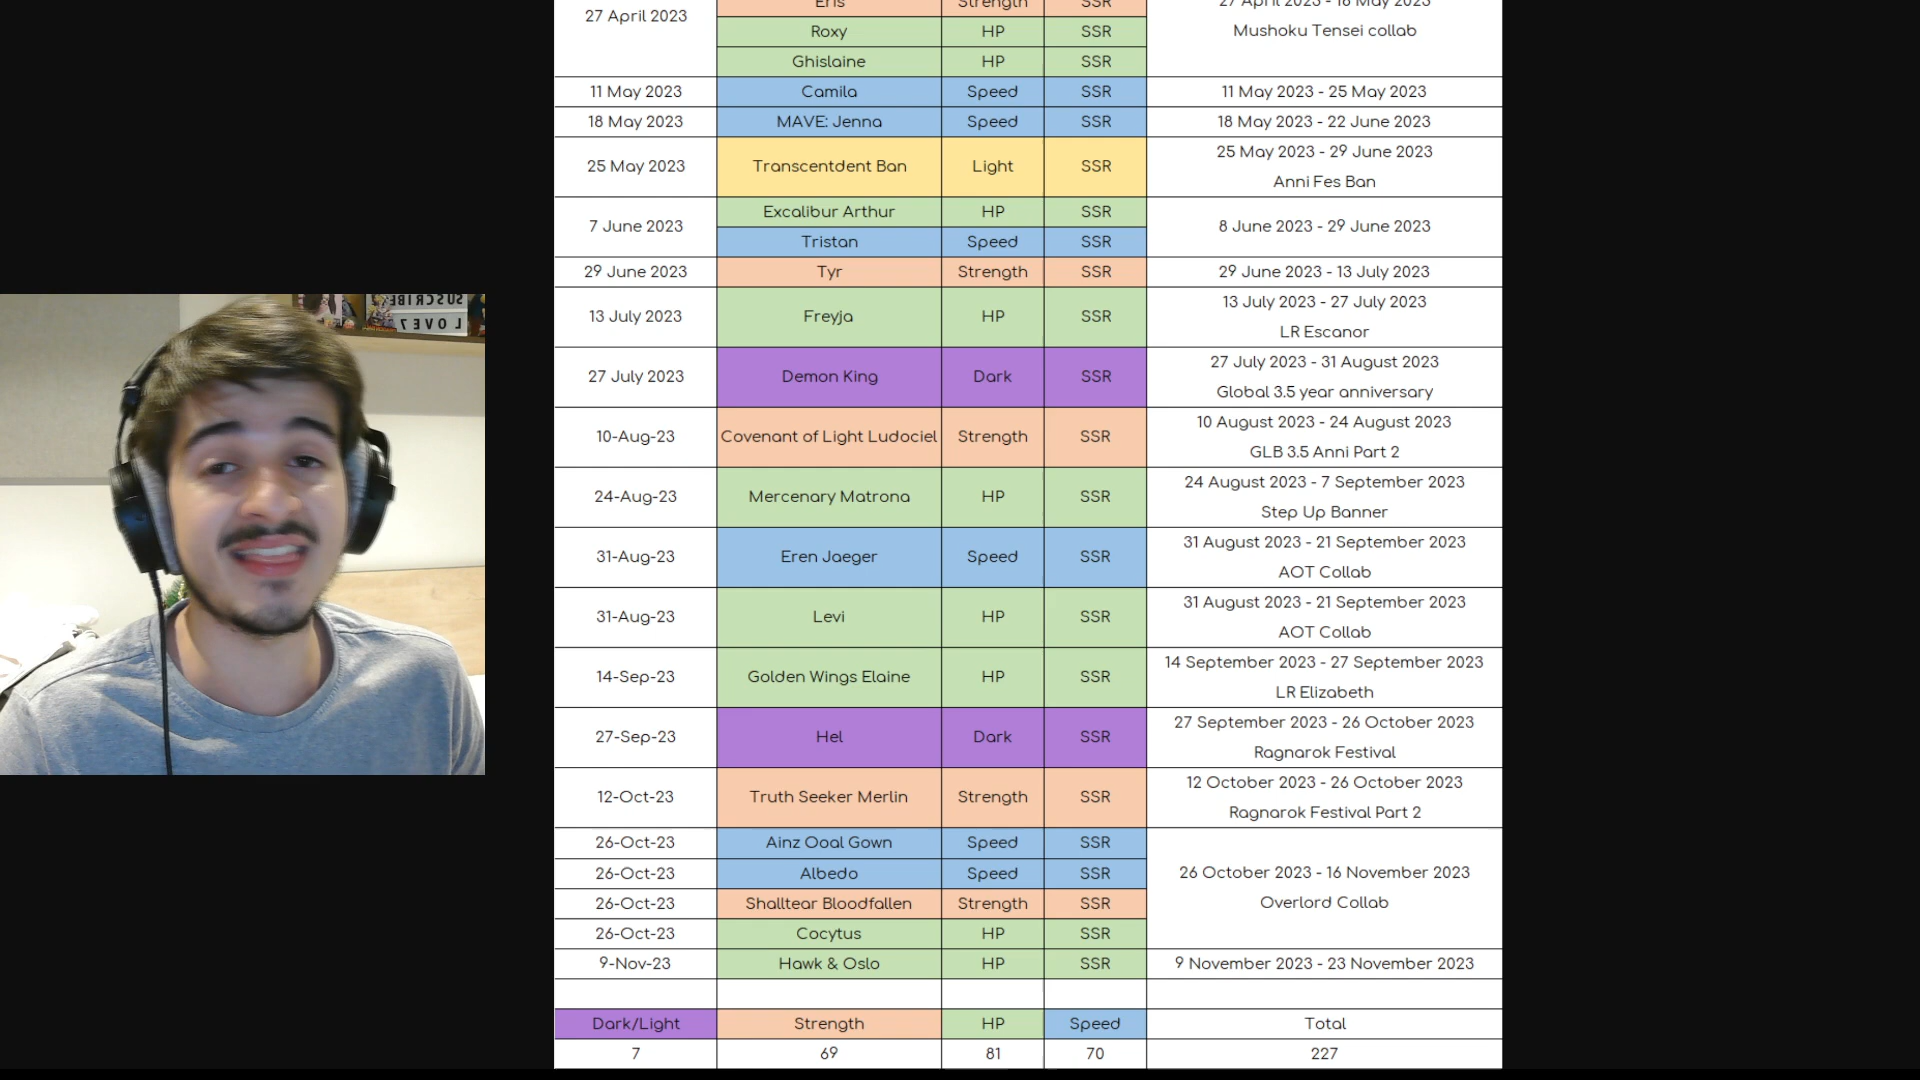 27 April 2023
Eris Strength SSR
27 April 2023 - 18 May 2023
Roxy HP SSR
Mushoku Tensei collab
Ghislaine HP SSR
11 May 2023 Camila Speed SSR 11 May 2023 - 25 May 2023
18 May 2023 MAVE: Jenna Speed SSR 18 May 2023 - 22 June 2023
25 May 2023 Transcentdent Ban Light SSR 25 May 2023 - 29 June 2023
Anni Fes Ban
7 June 2023 Excalibur Arthur HP SSR 8 June 2023 - 29 June 2023
Tristan Speed SSR
29 June 2023 Tyr Strength SSR 29 June 2023 - 13 July 2023
13 July 2023 Freyja HP SSR 13 July 2023 - 27 July 2023
LR Escanor
27 July 2023 Demon King Dark SSR 27 July 2023 - 31 August 2023
Global 3.5 year anniversary
10-Aug-23 Covenant of Light Ludociel Strength SSR 10 August 2023 - 24 August 2023
GLB 3.5 Anni Part 2
24-Aug-23 Mercenary Matrona HP SSR 24 August 2023 - 7 September 2023
Step Up Banner
31-Aug-23 Eren Jaeger Speed SSR 31 August 2023 - 21 September 2023
AOT Collab
31-Aug-23 Levi HP SSR 31 August 2023 - 21 September 2023
AOT Collab
14-Sep-23 Golden Wings Elaine HP SSR 14 September 2023 - 27 September 2023
LR Elizabeth
27-Sep-23 Hel Dark SSR 27 September 2023 - 26 October 2023
Ragnarok Festival
12-Oct-23 Truth Seeker Merlin Strength SSR 12 October 2023 - 26 October 2023
Ragnarok Festival Part 2
26-Oct-23 Ainz Ooal Gown Speed SSR
26-Oct-23 Albedo Speed SSR 26 October 2023 - 16 November 2023
26-Oct-23 Shalltear Bloodfallen Strength SSR Overlord Collab
26-Oct-23 Cocytus HP SSR
9-Nov-23 Hawk & Oslo HP SSR 9 November 2023 - 23 November 2023
Dark/Light Strength HP Speed Total
7 69 81 70 227
SUSCRIBE
LOVE7